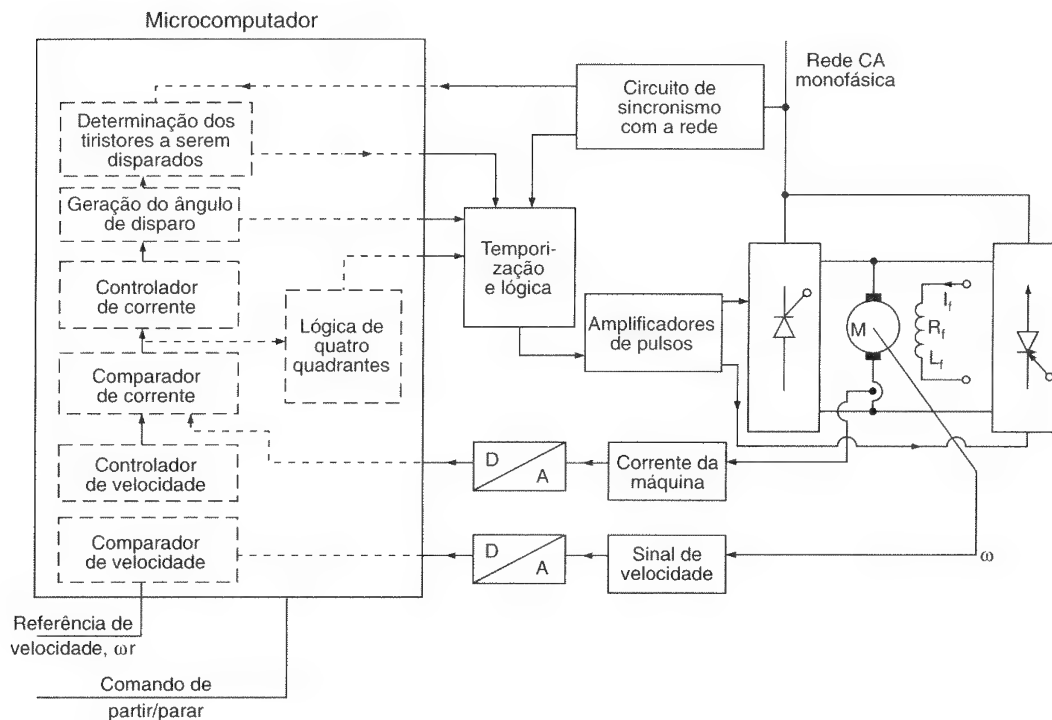 Microcomputador
Rede CA
monofásica
Circuito de
sincronismo
com a rede
Determinação dos
tiristores a serem
disparados
Geração do ângulo
de disparo
Tempori-
zação
e lógica
Controlador
de corrente
Lógica de
quatro
quadrantes
Amplificadores
de pulsos
M
If
Rf
Lf
Comparador
de corrente
Controlador
de velocidade
D
A
Corrente da
máquina
Comparador
de velocidade
D
A
Sinal de
velocidade
ω
Referência de
velocidade, ωr
Comando de
partir/parar